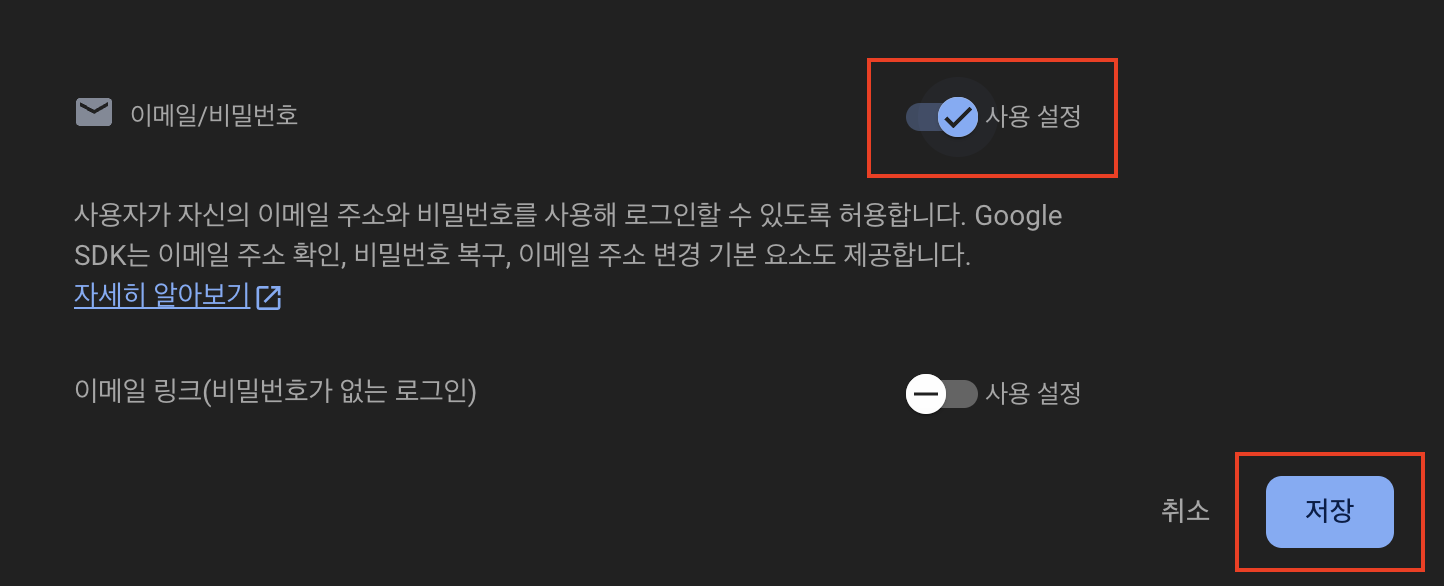 이메일/비밀번호
사용 설정
사용자가 자신의 이메일 주소와 비밀번호를 사용해 로그인할 수 있도록 허용합니다. Google
SDK는 이메일 주소 확인, 비밀번호 복구, 이메일 주소 변경 기본 요소도 제공합니다.
자세히 알아보기
이메일 링크(비밀번호가 없는 로그인)
사용 설정
취소
저장